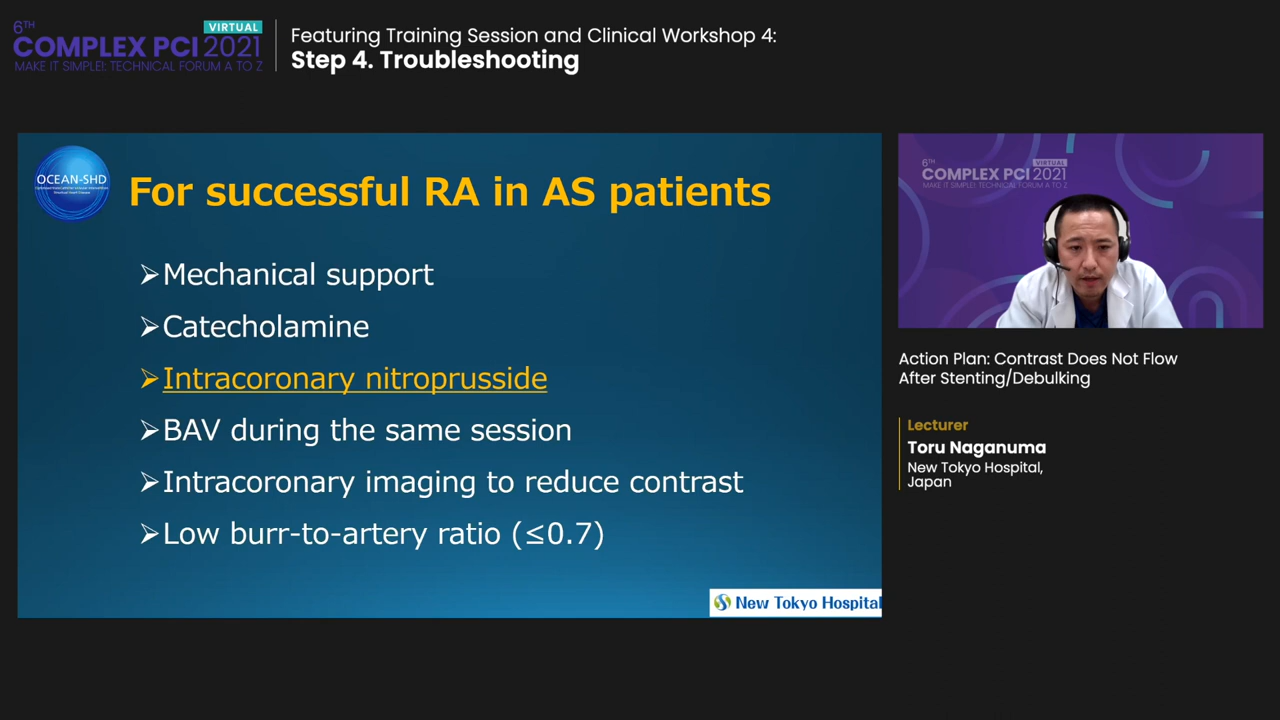 6TH
VIRTUAL
COMPLEX PCI 2021
MAKE IT SIMPLE!: TECHNICAL FORUM A TO Z
Featuring Training Session and Clinical Workshop 4:
Step 4. Troubleshooting
OCEAN-SHD
For successful RA in AS patients
➢Mechanical support
➢Catecholamine
➢Intracoronary nitroprusside
➢BAV during the same session
➢Intracoronary imaging to reduce contrast
➢Low burr-to-artery ratio (≤0.7)
New Tokyo Hospital
6TH
VIRTUAL
COMPLEX PCI 2021
MAKE IT SIMPLE!: TECHNICAL FORUM A TO Z
Action Plan: Contrast Does Not Flow
After Stenting/Debulking
Lecturer
Toru Naganuma
New Tokyo Hospital,
Japan